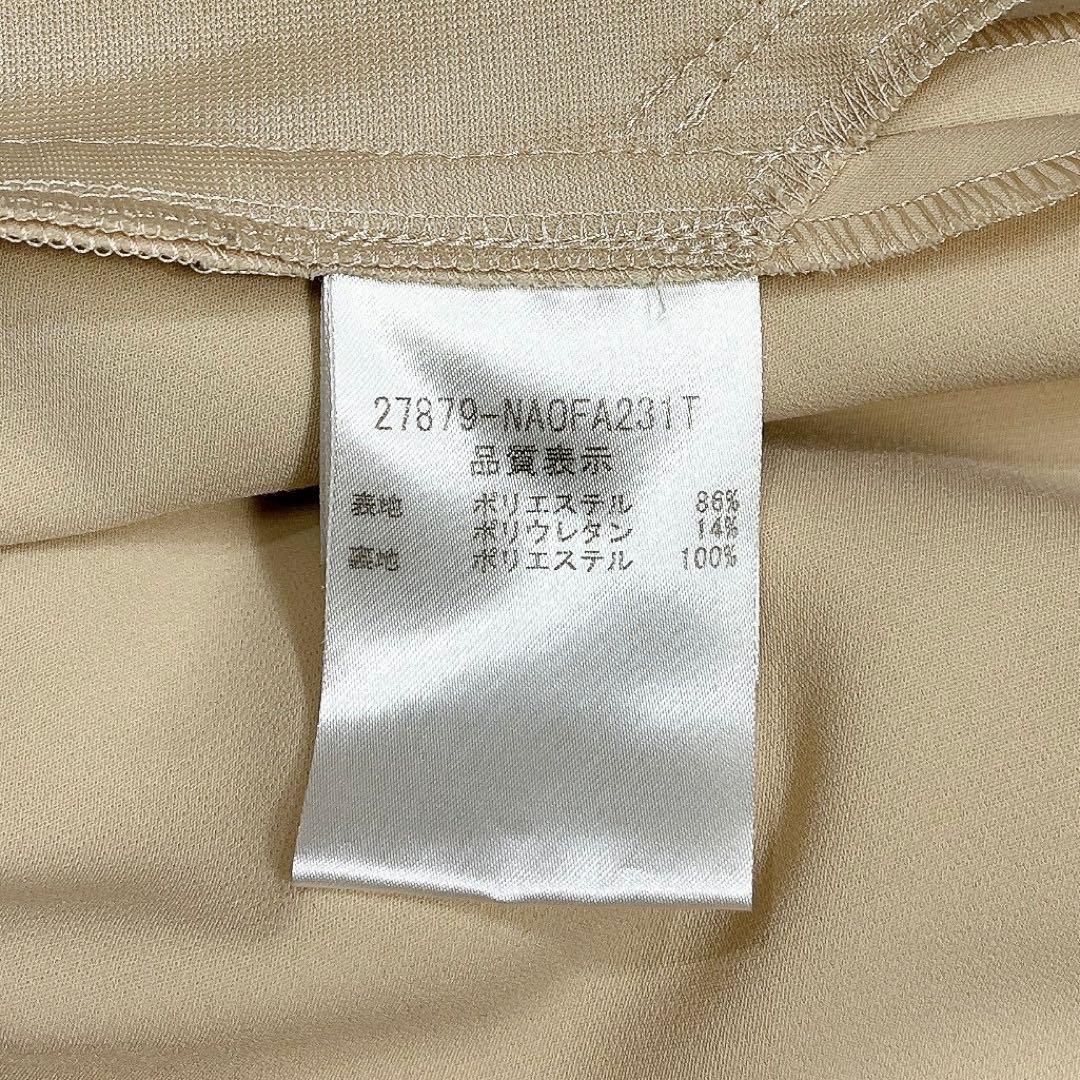 27879-NA0FA231T
品質表示
表地 ポリエステル 86%
ポリウレタン 14%
裏地 ポリエステル 100%